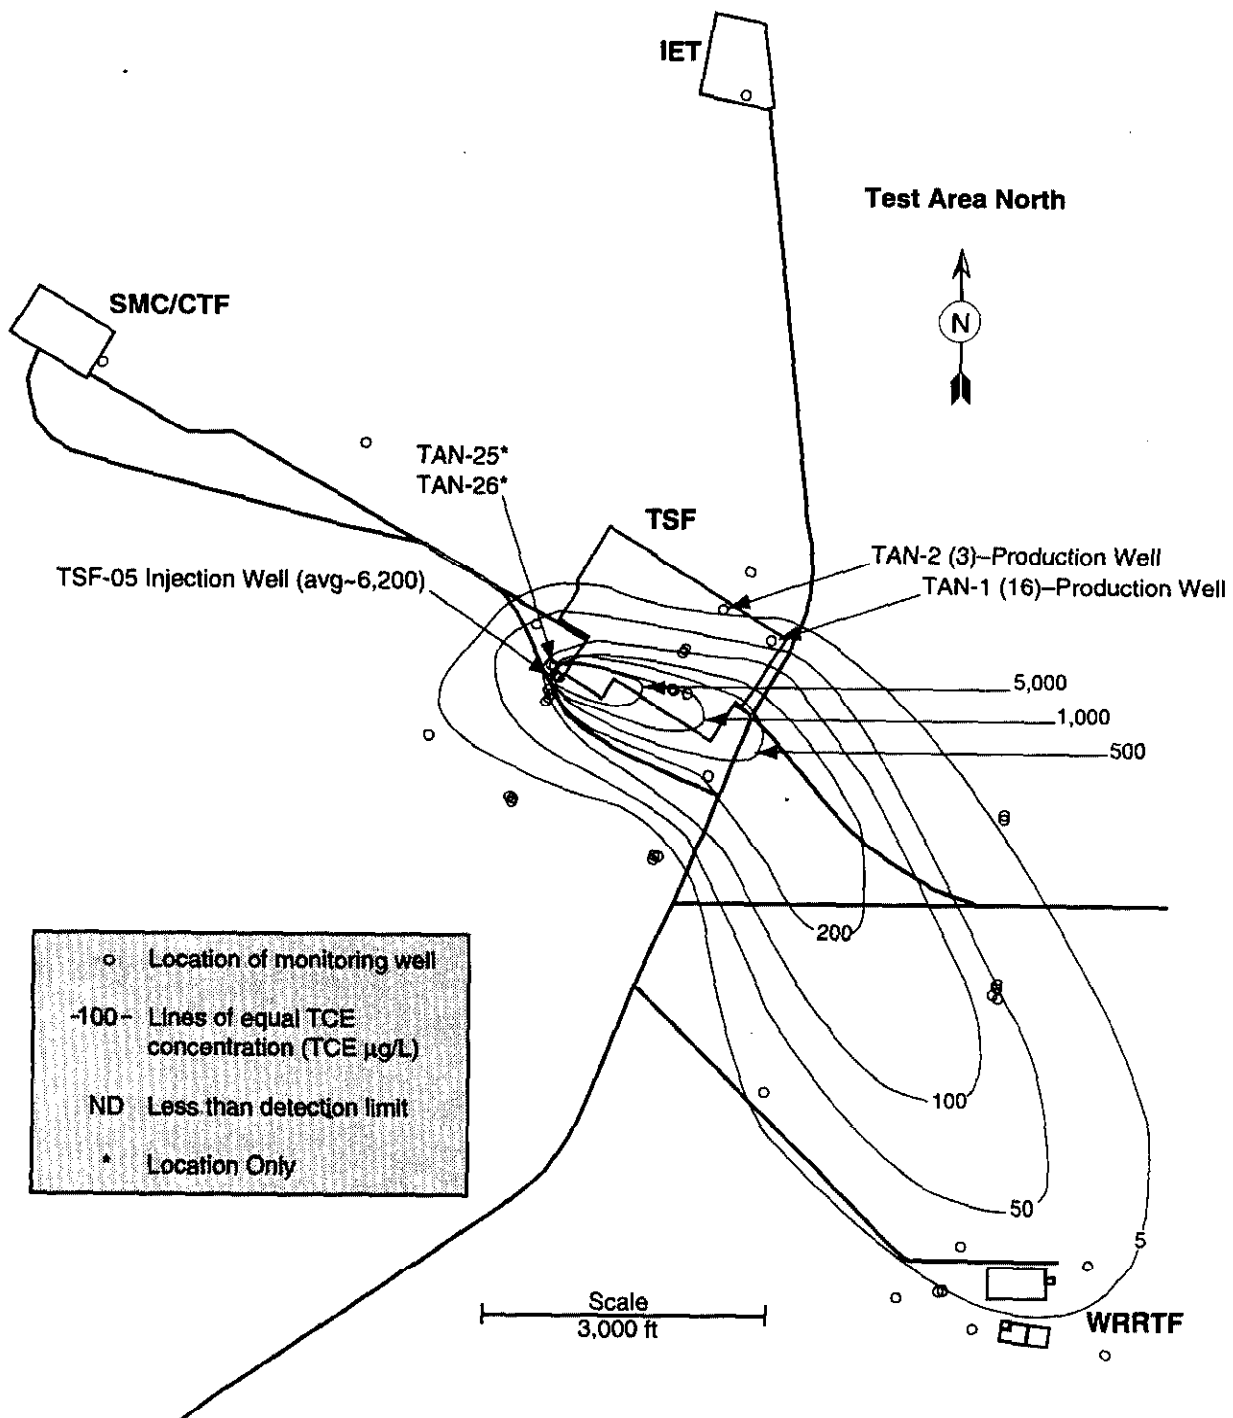 IET
Test Area North
N
SMC/CTF
TAN-25*
TAN-26*
TSF
TAN-2 (3)–Production Well
TSF-05 Injection Well (avg~6,200)
TAN-1 (16)–Production Well
5,000
1,000
500
200
100
50
5
Location of monitoring well
-100- Lines of equal TCE
concentration (TCE µg/L)
ND Less than detection limit
* Location Only
Scale
3,000 ft
WRRTF